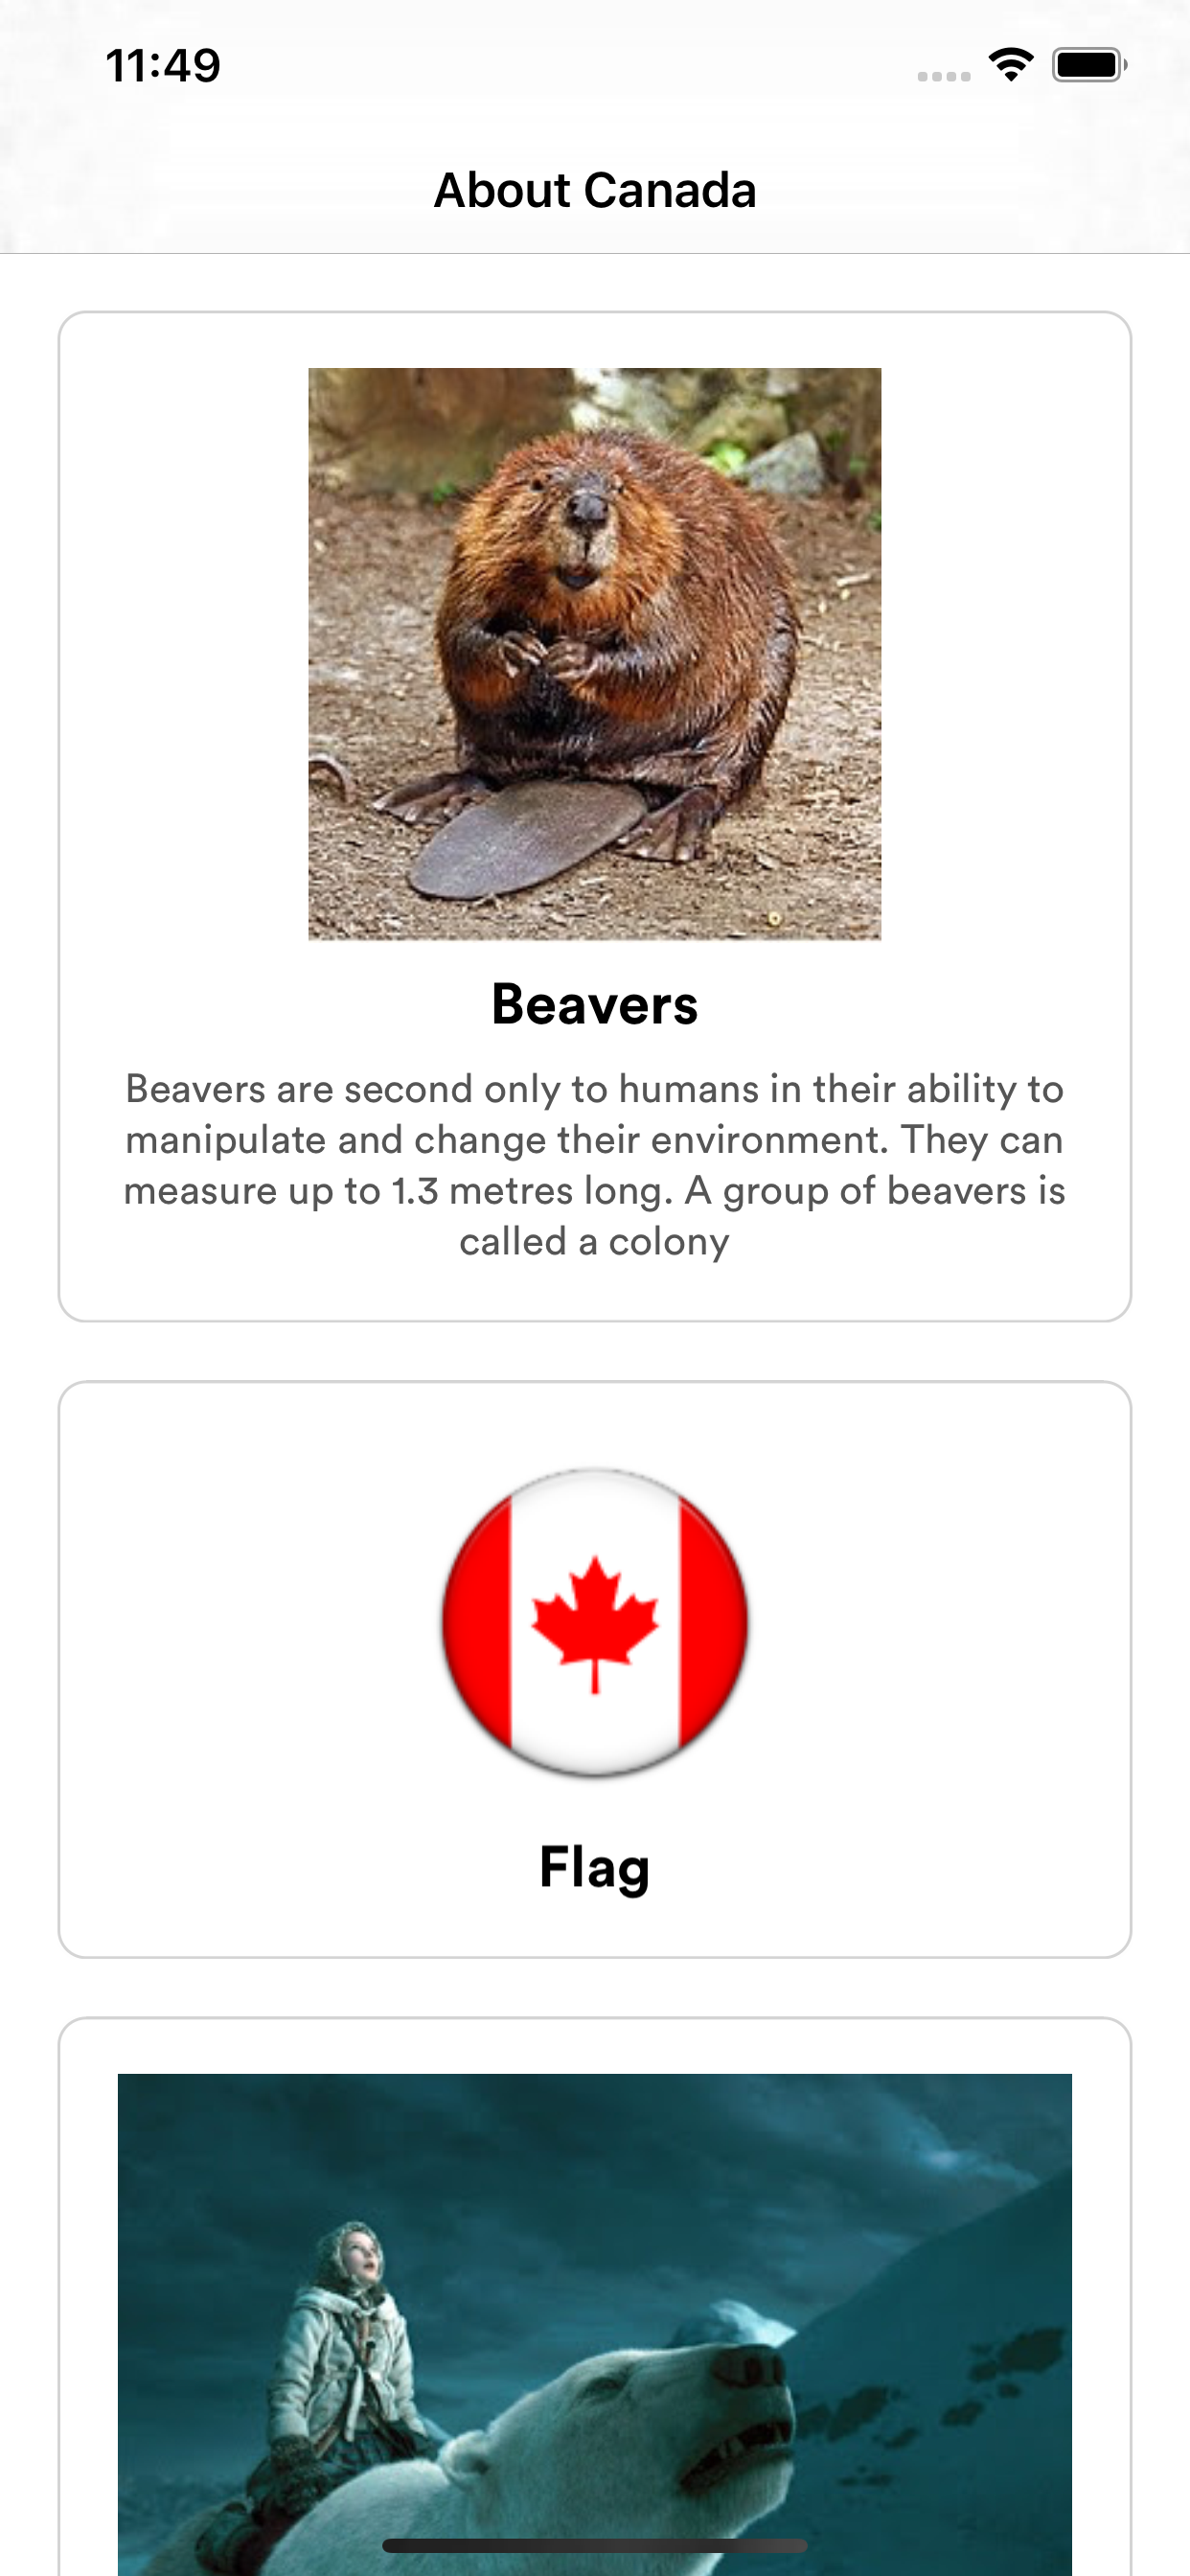 11:49
About Canada
Beavers
Beavers are second only to humans in their ability to
manipulate and change their environment. They can
measure up to 1.3 metres long. A group of beavers is
called a colony
Flag